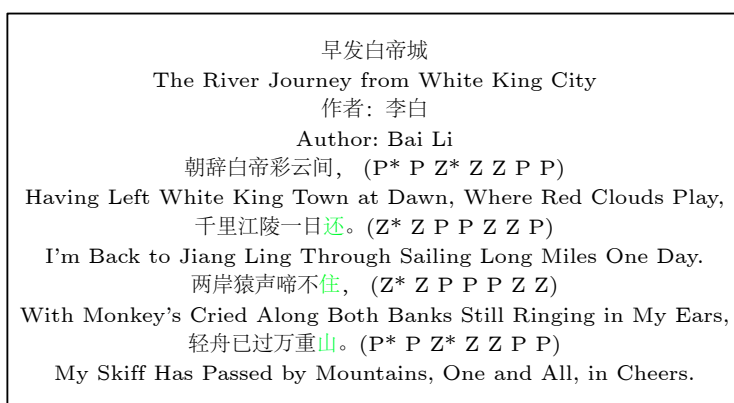 早发白帝城
The River Journey from White King City
作者: 李白
Author: Bai Li
朝辞白帝彩云间， (P* P Z* Z Z P P)
Having Left White King Town at Dawn, Where Red Clouds Play,
千里江陵一日还。(Z* Z P P Z Z P)
I'm Back to Jiang Ling Through Sailing Long Miles One Day.
两岸猿声啼不住， (Z* Z P P P Z Z)
With Monkey's Cried Along Both Banks Still Ringing in My Ears,
轻舟已过万重山。(P* P Z* Z Z P P)
My Skiff Has Passed by Mountains, One and All, in Cheers.